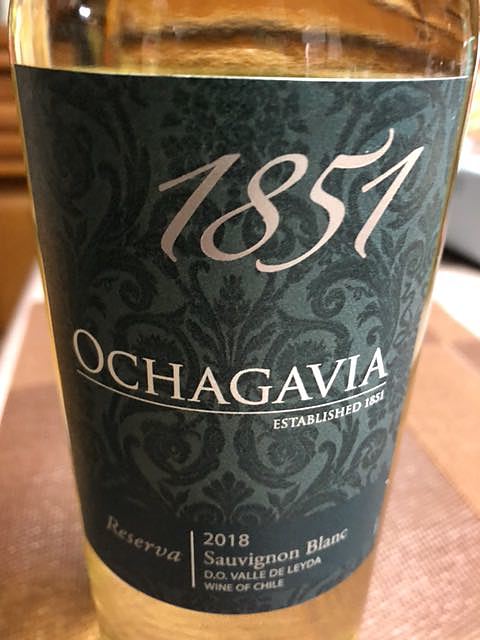 1851
OCHAGAVIA
ESTABLISHED 1851
Reserva
2018
Sauvignon Blanc
D.O. VALLE DE LEYDA
WINE OF CHILE